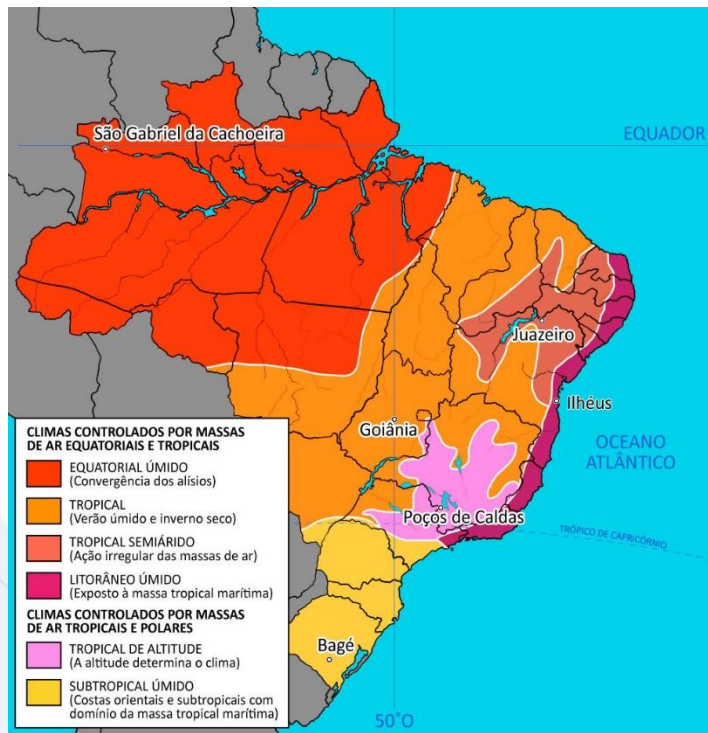 São Gabriel da Cachoeira
EQUADOR
Juazeiro
Ilhéus
Goiânia
OCEANO
ATLÂNTICO
Poços de Caldas
TRÓPICO DE CAPRICÓRNIO
Bagé
50°O
CLIMAS CONTROLADOS POR MASSAS
DE AR EQUATORIAIS E TROPICAIS
EQUATORIAL ÚMIDO
(Convergência dos alísios)
TROPICAL
(Verão úmido e inverno seco)
TROPICAL SEMIÁRIDO
(Ação irregular das massas de ar)
LITORÂNEO ÚMIDO
(Exposto à massa tropical marítima)
CLIMAS CONTROLADOS POR MASSAS
DE AR TROPICAIS E POLARES
TROPICAL DE ALTITUDE
(A altitude determina o clima)
SUBTROPICAL ÚMIDO
(Costas orientais e subtropicais com
domínio da massa tropical marítima)